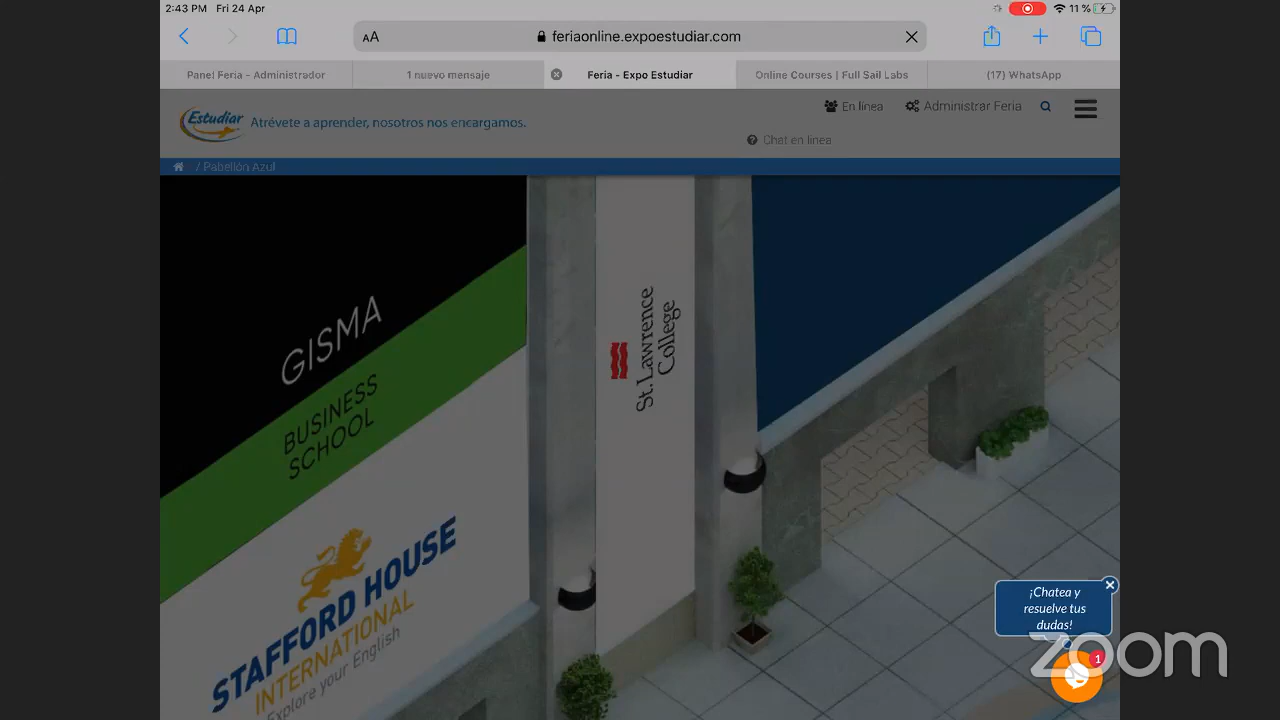 2:43 PM Fri 24 Apr
11 %
AA
feriaonline.expoestudiar.com
Panel Feria - Administrador
1 nuevo mensaje
Feria - Expo Estudiar
Online Courses | Full Sail Labs
(17) WhatsApp
Estudiar
Atrévete a aprender, nosotros nos encargamos.
En línea
Administrar Feria
Chat en línea
/ Pabellón Azul
GISMA
BUSINESS
SCHOOL
St. Lawrence
College
STAFFORD HOUSE
INTERNATIONAL
Explore your English
¡Chatea y
resuelve tus
dudas!
1
zoom